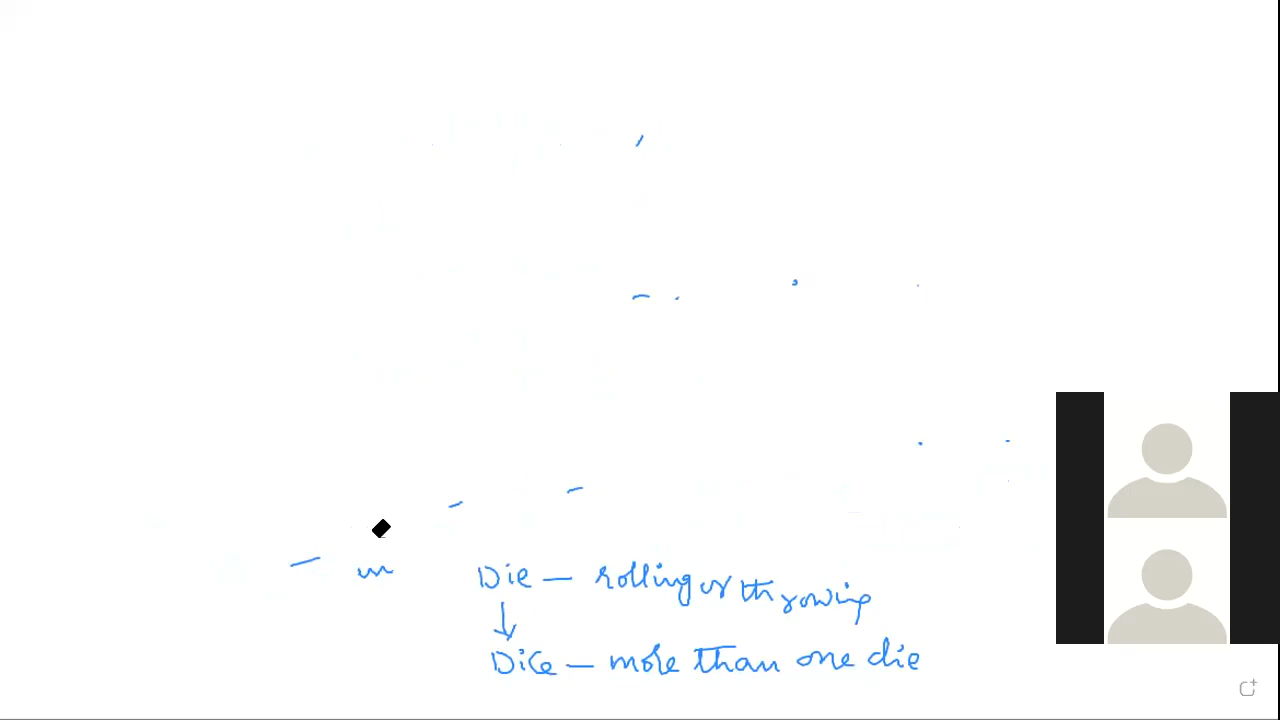 Die — rolling or throwing
↓
Dice — more than one die